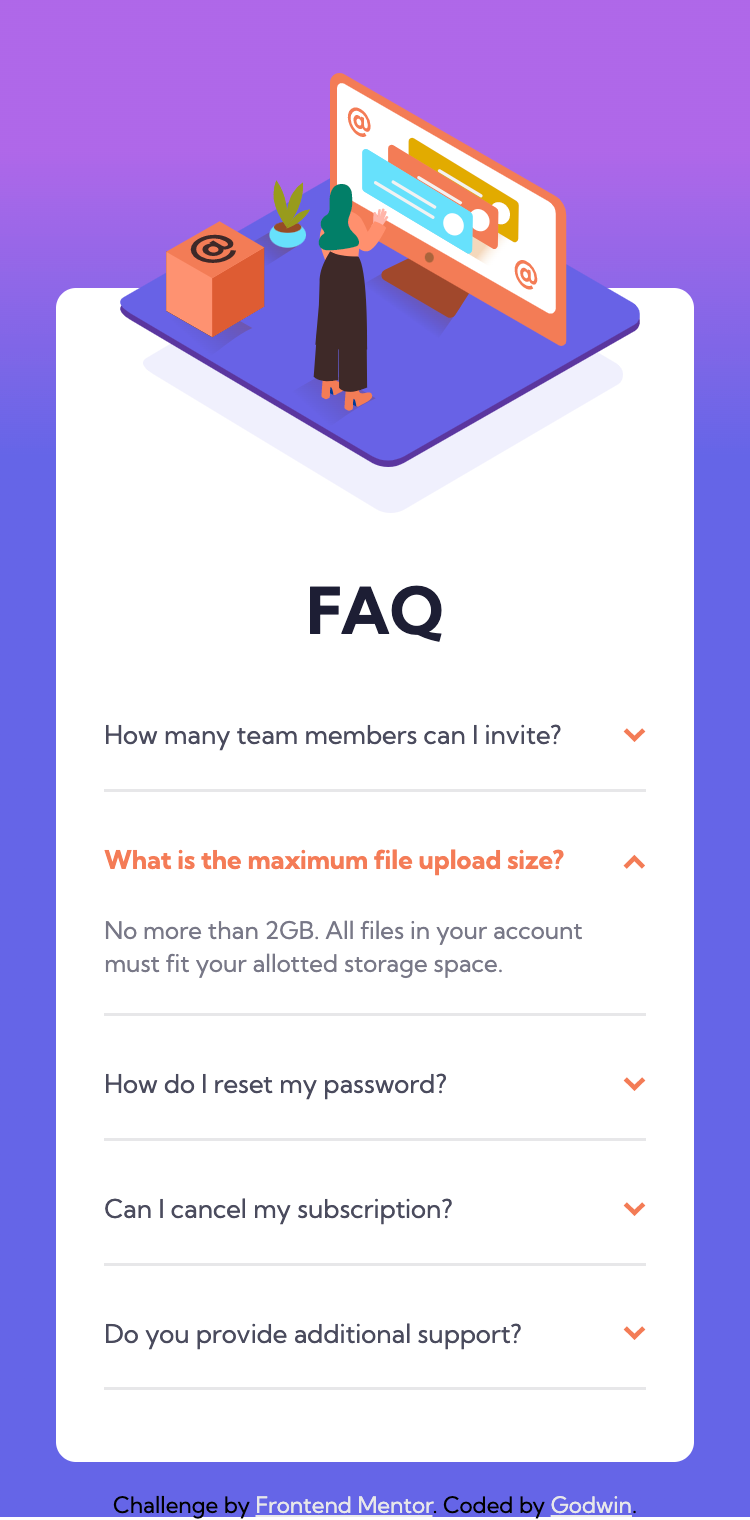 @
@
@
FAQ
How many team members can I invite?
What is the maximum file upload size?
No more than 2GB. All files in your account
must fit your allotted storage space.
How do I reset my password?
Can I cancel my subscription?
Do you provide additional support?
Challenge by Frontend Mentor. Coded by Godwin.